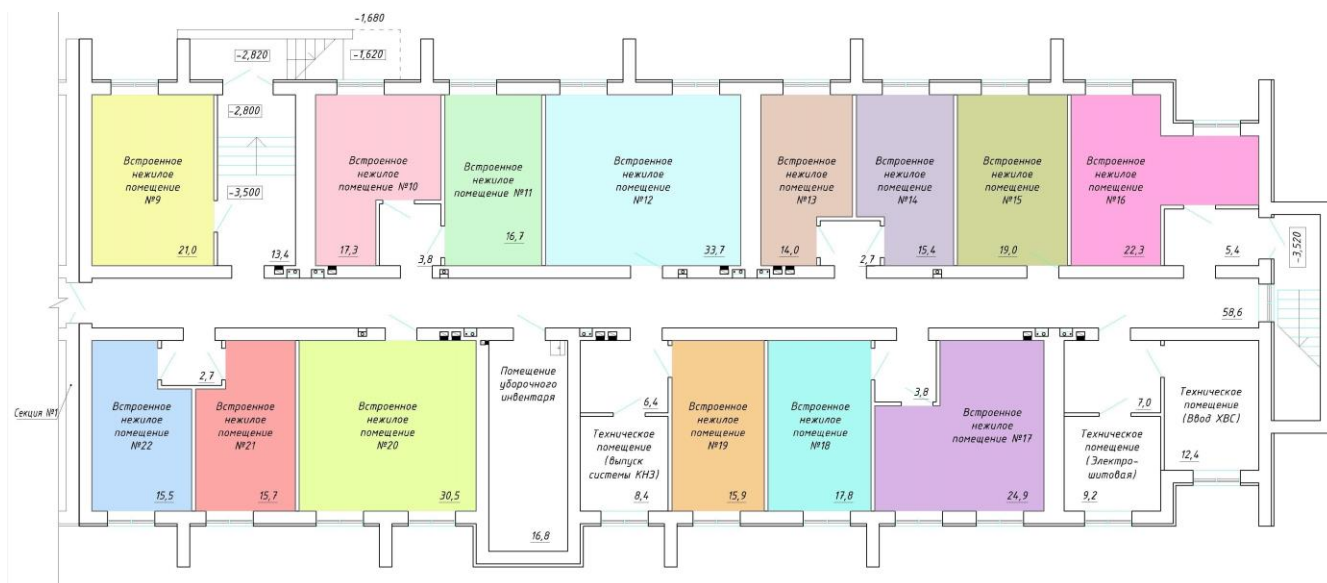 -1,680
-2,820
-1,620
-2,800
-3,500
13,4
Встроенное
нежилое
помещение
№9
21,0
Встроенное
нежилое
помещение №10
17,3
3,8
Встроенное
нежилое
помещение №11
16,7
Встроенное
нежилое
помещение
№12
33,7
Встроенное
нежилое
помещение
№13
14,0
2,7
Встроенное
нежилое
помещение
№14
15,4
Встроенное
нежилое
помещение
№15
19,0
Встроенное
нежилое
помещение
№16
22,3
5,4
-3,520
58,6
Секция №1
Встроенное
нежилое
помещение
№22
15,5
2,7
Встроенное
нежилое
помещение
№21
15,7
Встроенное
нежилое
помещение
№20
30,5
Помещение
уборочного
инвентаря
16,8
6,4
Техническое
помещение
(выпуск
системы КНЗ)
8,4
Встроенное
нежилое
помещение
№19
15,9
Встроенное
нежилое
помещение
№18
17,8
3,8
Встроенное
нежилое
помещение №17
24,9
7,0
Техническое
помещение
(Электро-
щитовая)
9,2
Техническое
помещение
(Ввод ХВС)
12,4